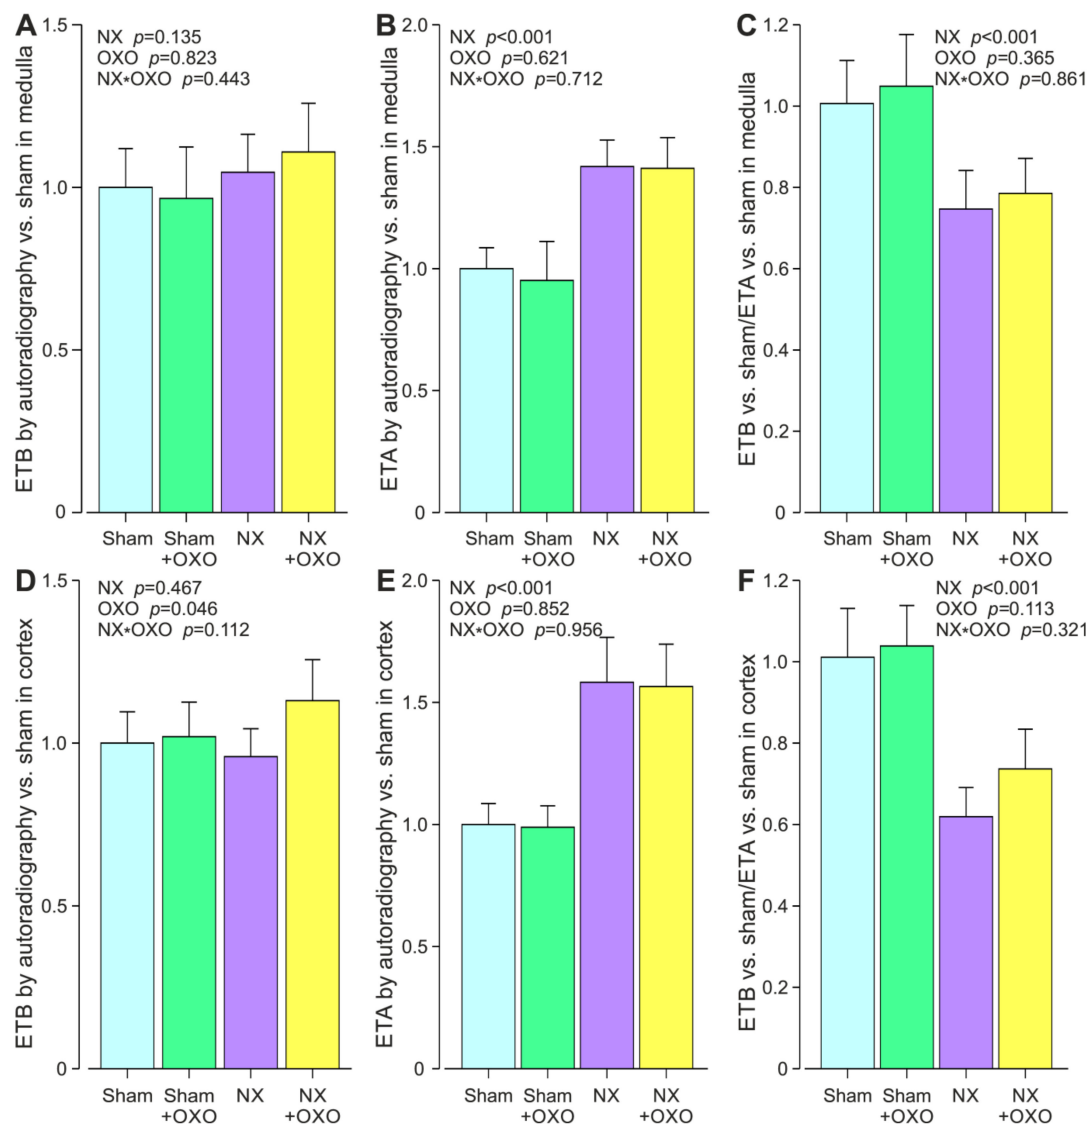 A
ETB by autoradiography vs. sham in medulla
1.5
1.0
0.5
0
NX p=0.135
OXO p=0.823
NX*OXO p=0.443
Sham
Sham
+OXO
NX
NX
+OXO
B
ETA by autoradiography vs. sham in medulla
2.0
1.5
1.0
0.5
0
NX p<0.001
OXO p=0.621
NX*OXO p=0.712
Sham
Sham
+OXO
NX
NX
+OXO
C
ETB vs. sham/ETA vs. sham in medulla
1.2
1.0
0.8
0.6
0.4
0.2
0
NX p<0.001
OXO p=0.365
NX*OXO p=0.861
Sham
Sham
+OXO
NX
NX
+OXO
D
ETB by autoradiography vs. sham in cortex
1.5
1.0
0.5
0
NX p=0.467
OXO p=0.046
NX*OXO p=0.112
Sham
Sham
+OXO
NX
NX
+OXO
E
ETA by autoradiography vs. sham in cortex
2.0
1.5
1.0
0.5
0
NX p<0.001
OXO p=0.852
NX*OXO p=0.956
Sham
Sham
+OXO
NX
NX
+OXO
F
ETB vs. sham/ETA vs. sham in cortex
1.2
1.0
0.8
0.6
0.4
0.2
0
NX p<0.001
OXO p=0.113
NX*OXO p=0.321
Sham
Sham
+OXO
NX
NX
+OXO